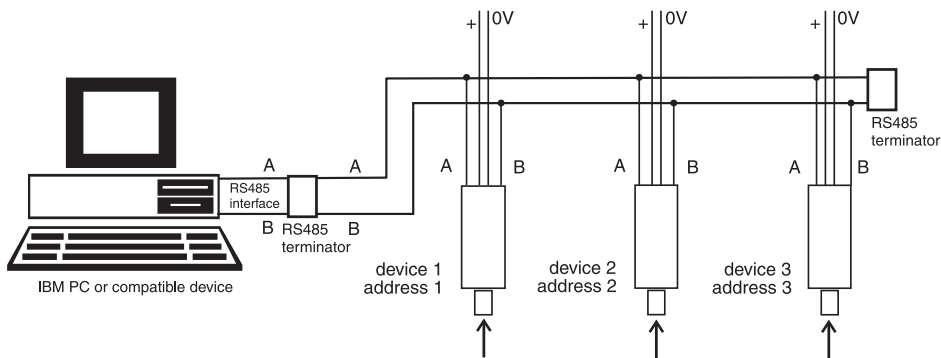 + 0V
+ 0V
+ 0V
RS485
terminator
A
A
A
B
A
B
A
B
RS485
interface
B
B
RS485
terminator
IBM PC or compatible device
device 1
address 1
device 2
address 2
device 3
address 3